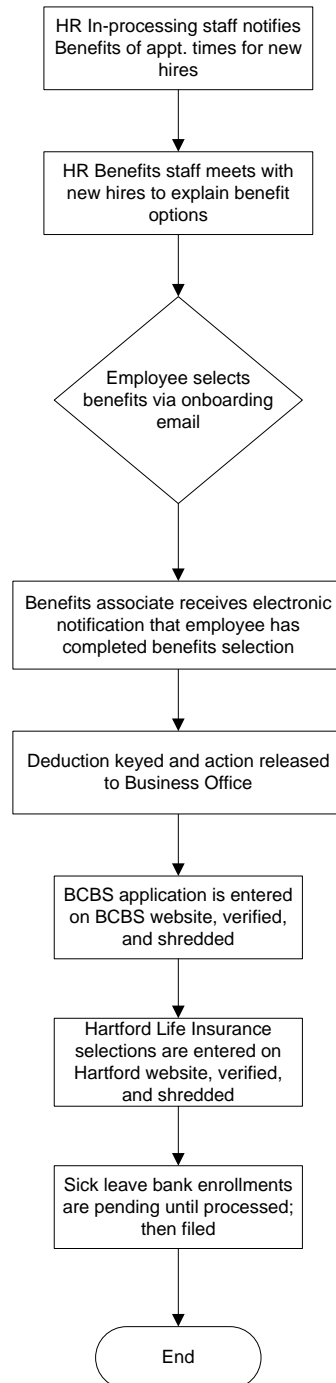 HR In-processing staff notifies
Benefits of appt. times for new
hires
HR Benefits staff meets with
new hires to explain benefit
options
Employee selects
benefits via onboarding
email
Benefits associate receives electronic
notification that employee has
completed benefits selection
Deduction keyed and action released
to Business Office
BCBS application is entered
on BCBS website, verified,
and shredded
Hartford Life Insurance
selections are entered on
Hartford website, verified,
and shredded
Sick leave bank enrollments
are pending until processed;
then filed
End